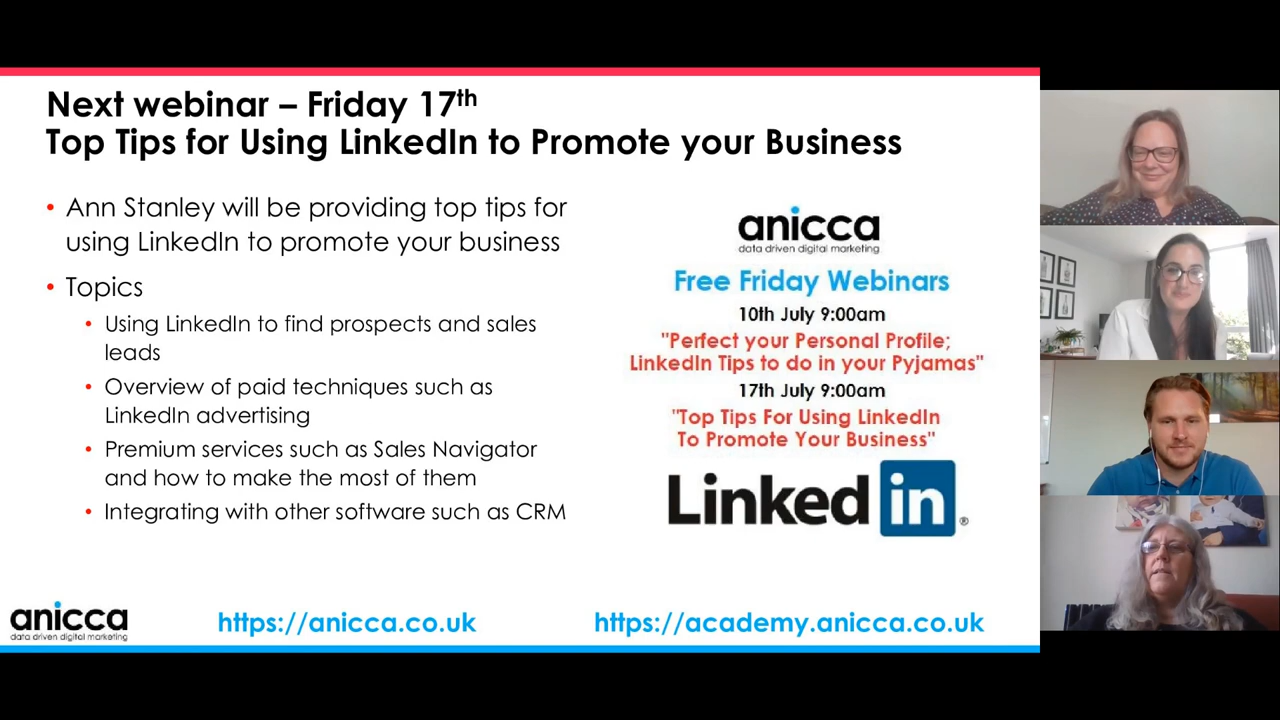 Next webinar – Friday 17th
Top Tips for Using LinkedIn to Promote your Business
• Ann Stanley will be providing top tips for
using LinkedIn to promote your business
• Topics
• Using LinkedIn to find prospects and sales
leads
• Overview of paid techniques such as
LinkedIn advertising
• Premium services such as Sales Navigator
and how to make the most of them
• Integrating with other software such as CRM
anicca
data driven digital marketing
Free Friday Webinars
10th July 9:00am
"Perfect your Personal Profile;
LinkedIn Tips to do in your Pyjamas"
17th July 9:00am
"Top Tips For Using LinkedIn
To Promote Your Business"
Linked in®
anicca
data driven digital marketing
https://anicca.co.uk
https://academy.anicca.co.uk